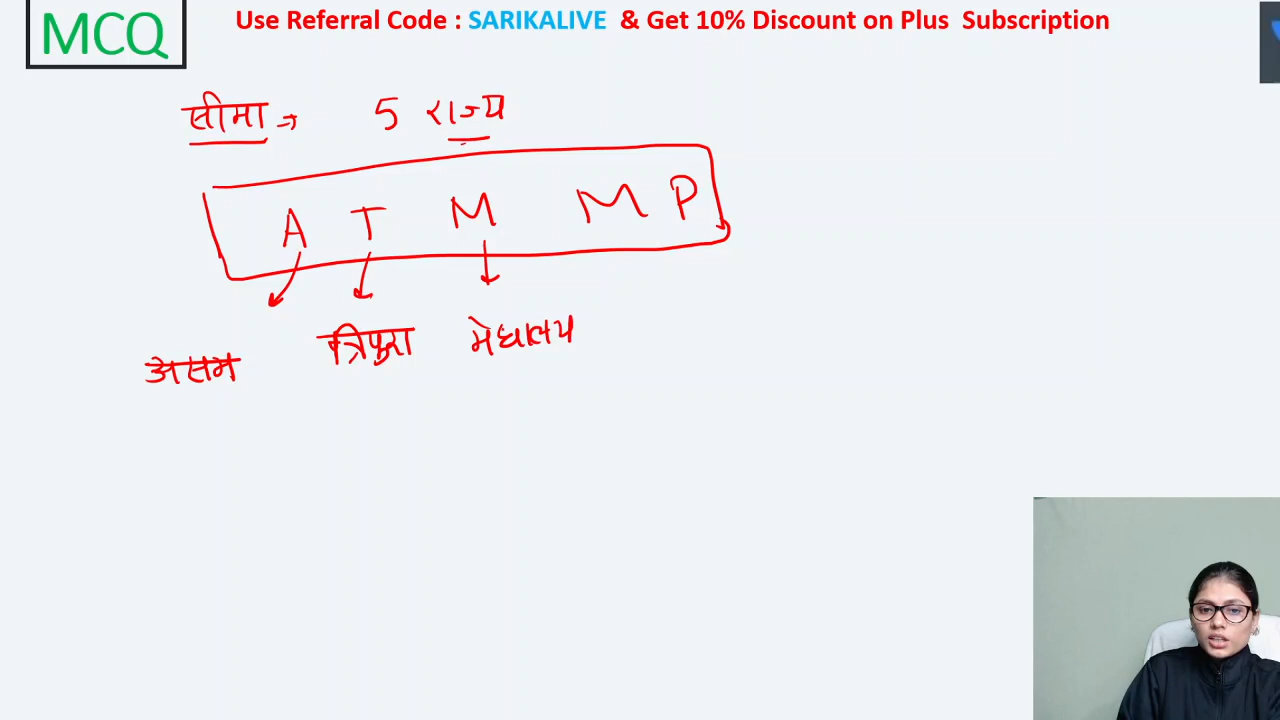 MCQ
Use Referral Code : SARIKALIVE & Get 10% Discount on Plus Subscription
सीमा → 5 राज्य
A T M M P
असम त्रिपुरा मेघालय